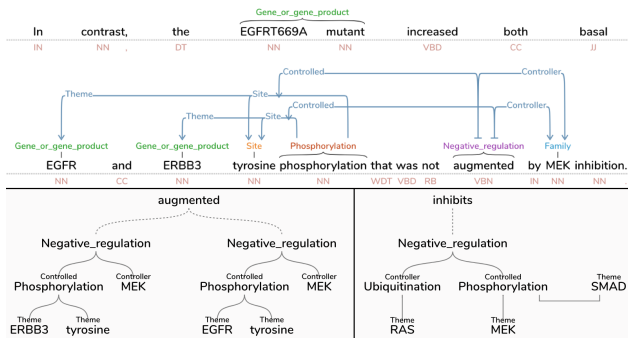 Gene_or_gene_product
In contrast, the EGFRT669A mutant increased both basal
IN NN , DT NN NN VBD CC JJ
Controlled Controller
Theme Site
Theme Site Controlled Controller
Gene_or_gene_product Gene_or_gene_product Site Phosphorylation Negative_regulation Family
EGFR and ERBB3 tyrosine phosphorylation that was not augmented by MEK inhibition.
NN CC NN NN NN WDT VBD RB VBN IN NN NN
augmented
Negative_regulation Negative_regulation
Controlled Controller Controlled Controller
Phosphorylation MEK Phosphorylation MEK
Theme Theme Theme Theme
ERBB3 tyrosine EGFR tyrosine
inhibits
Negative_regulation
Controlled Controlled Theme
Ubiquitination Phosphorylation SMAD
Theme Theme
RAS MEK